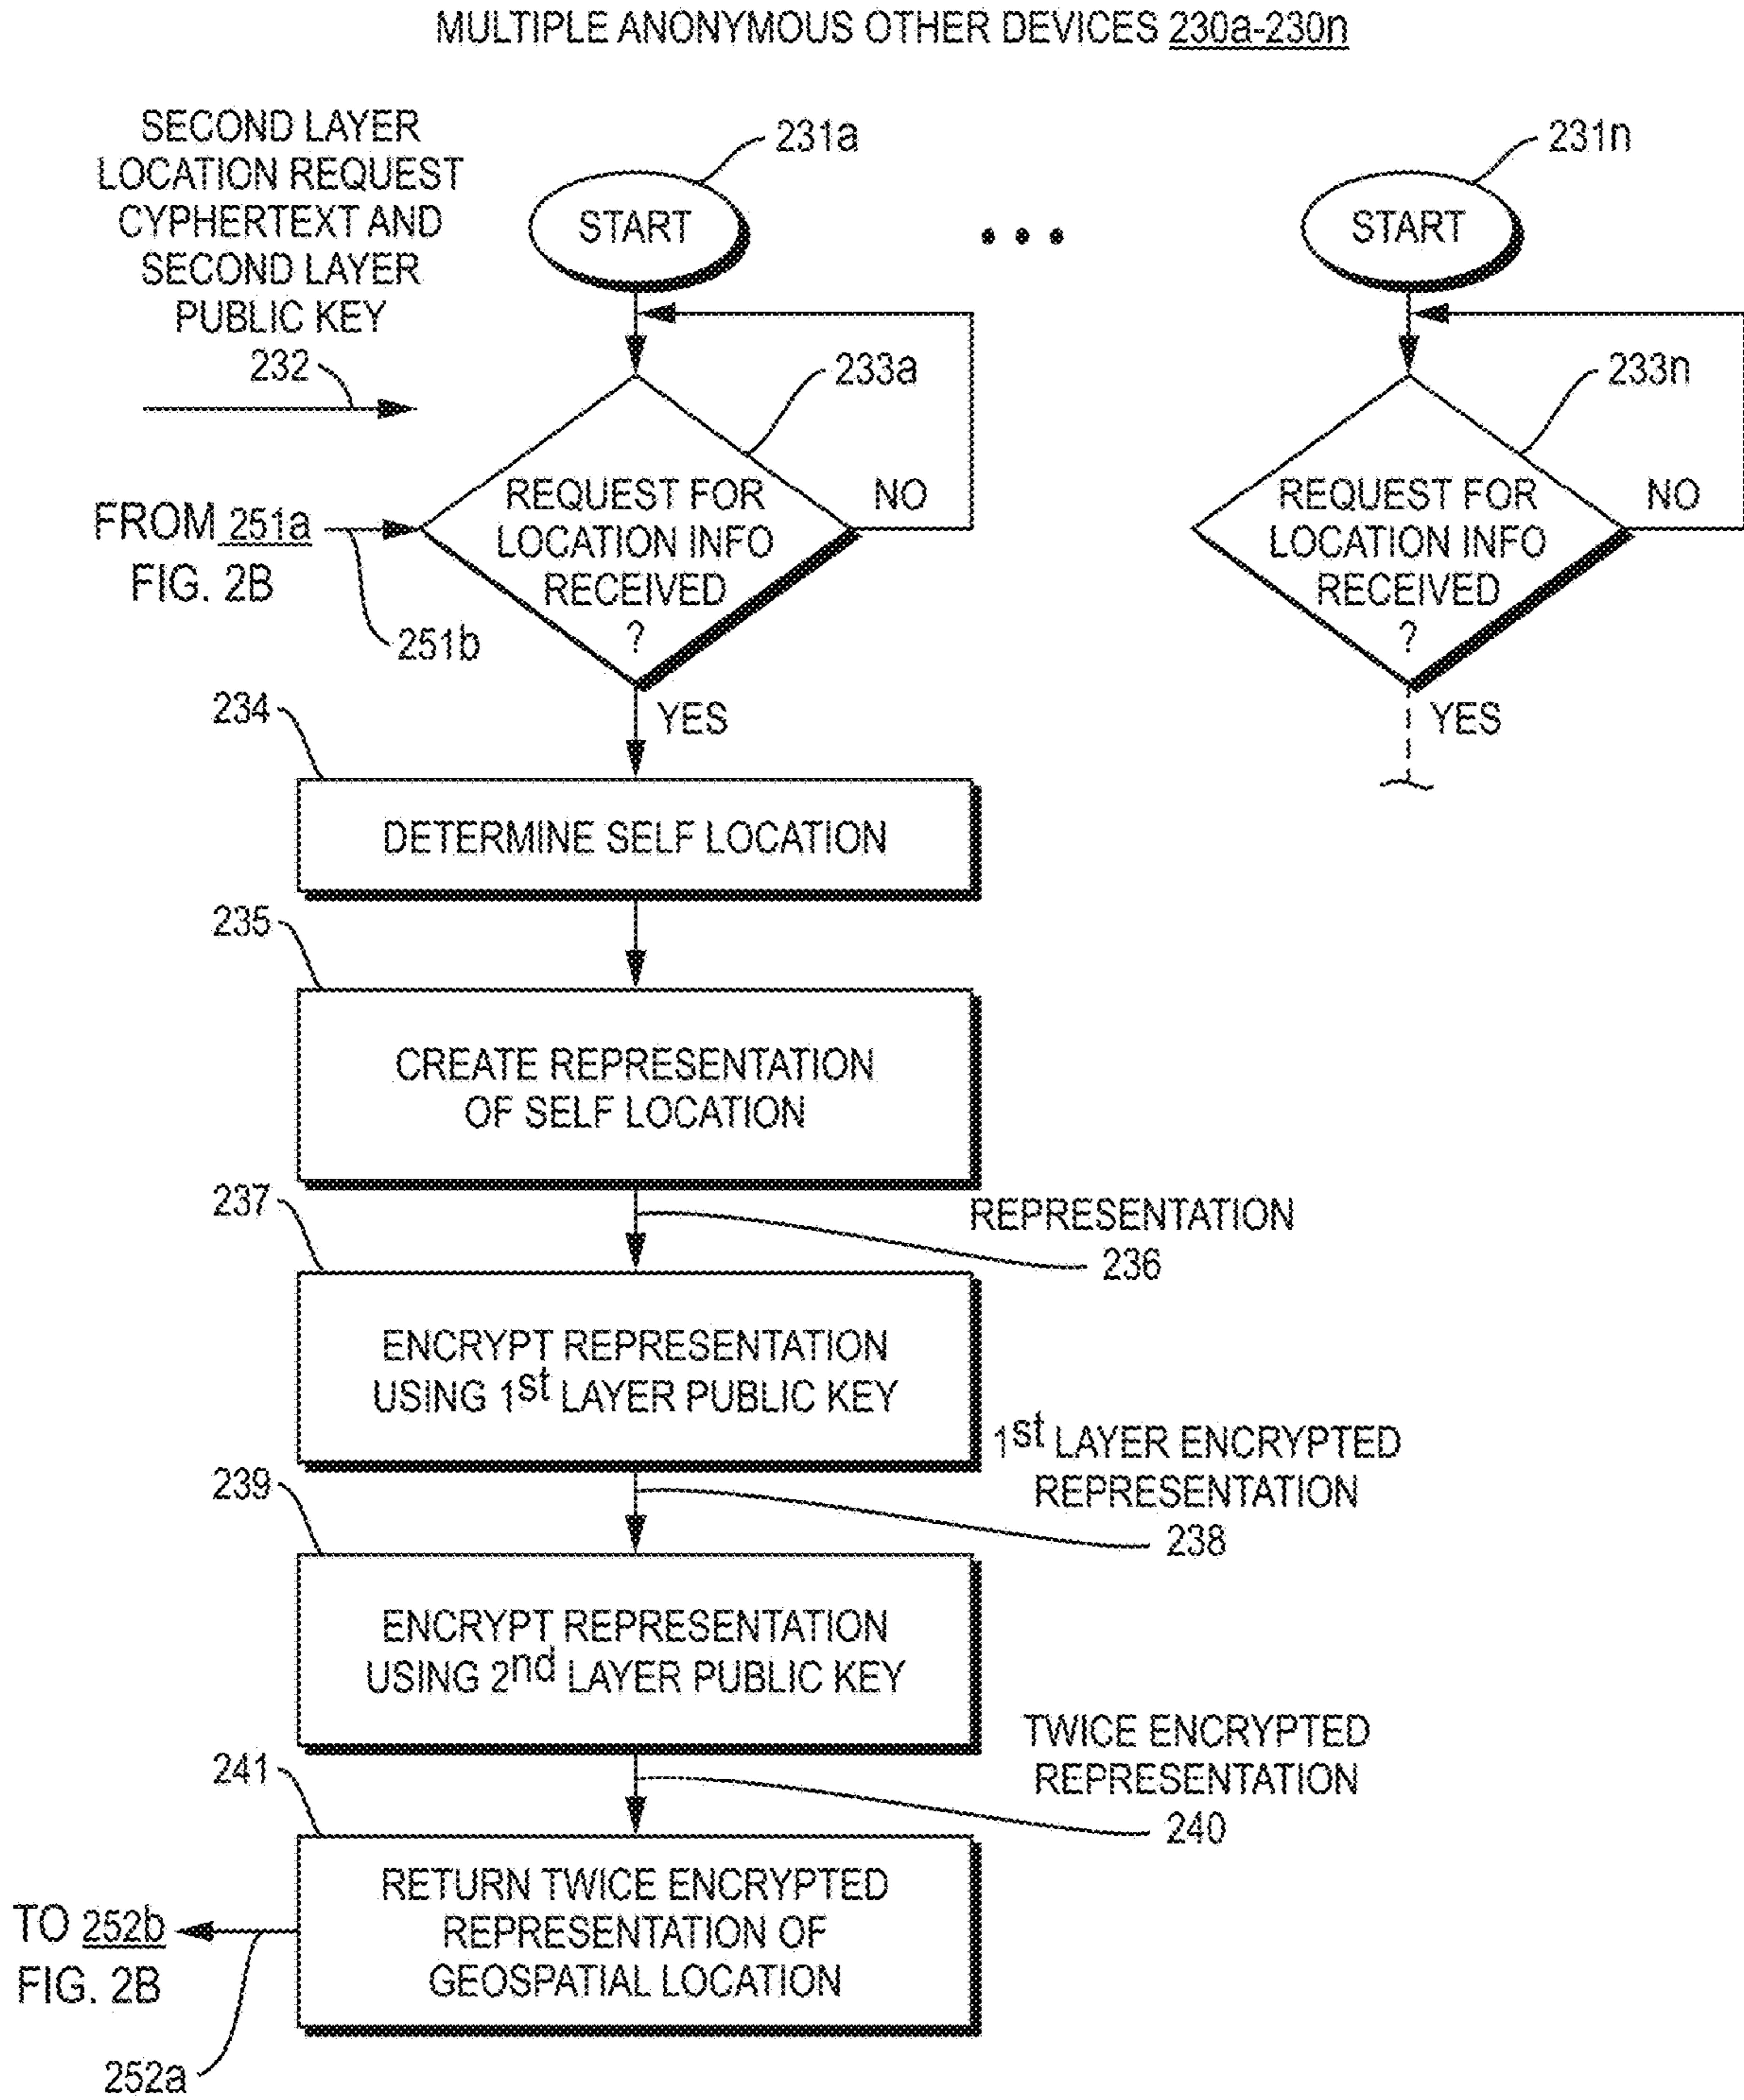 MULTIPLE ANONYMOUS OTHER DEVICES 230a-230n
SECOND LAYER
LOCATION REQUEST
CYPHERTEXT AND
SECOND LAYER
PUBLIC KEY
232
231a
START
• • •
231n
START
233a
233n
REQUEST FOR
LOCATION INFO
RECEIVED
?
NO
REQUEST FOR
LOCATION INFO
RECEIVED
?
NO
FROM 251a
FIG. 2B
251b
YES
YES
234
DETERMINE SELF LOCATION
235
CREATE REPRESENTATION
OF SELF LOCATION
REPRESENTATION
236
237
ENCRYPT REPRESENTATION
USING 1st LAYER PUBLIC KEY
1st LAYER ENCRYPTED
REPRESENTATION
238
239
ENCRYPT REPRESENTATION
USING 2nd LAYER PUBLIC KEY
TWICE ENCRYPTED
REPRESENTATION
240
241
RETURN TWICE ENCRYPTED
REPRESENTATION OF
GEOSPATIAL LOCATION
TO 252b
FIG. 2B
252a